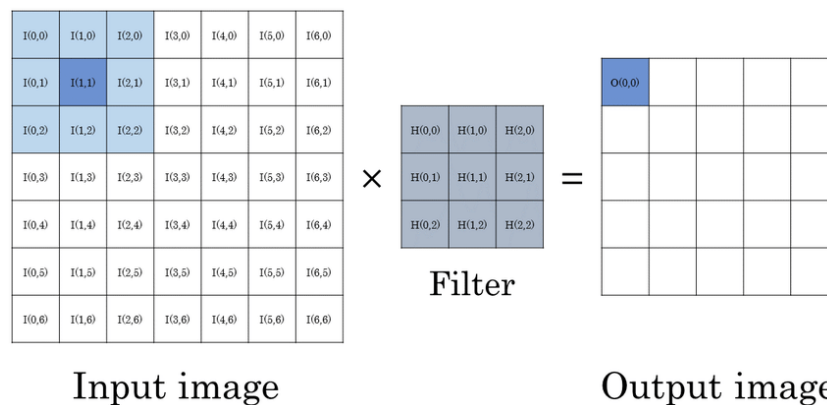 I(0,0) I(1,0) I(2,0) I(3,0) I(4,0) I(5,0) I(6,0)
I(0,1) I(1,1) I(2,1) I(3,1) I(4,1) I(5,1) I(6,1)
I(0,2) I(1,2) I(2,2) I(3,2) I(4,2) I(5,2) I(6,2)
I(0,3) I(1,3) I(2,3) I(3,3) I(4,3) I(5,3) I(6,3)
I(0,4) I(1,4) I(2,4) I(3,4) I(4,4) I(5,4) I(6,4)
I(0,5) I(1,5) I(2,5) I(3,5) I(4,5) I(5,5) I(6,5)
I(0,6) I(1,6) I(2,6) I(3,6) I(4,6) I(5,6) I(6,6)
Input image
×
H(0,0) H(1,0) H(2,0)
H(0,1) H(1,1) H(2,1)
H(0,2) H(1,2) H(2,2)
Filter
=
O(0,0)
Output image